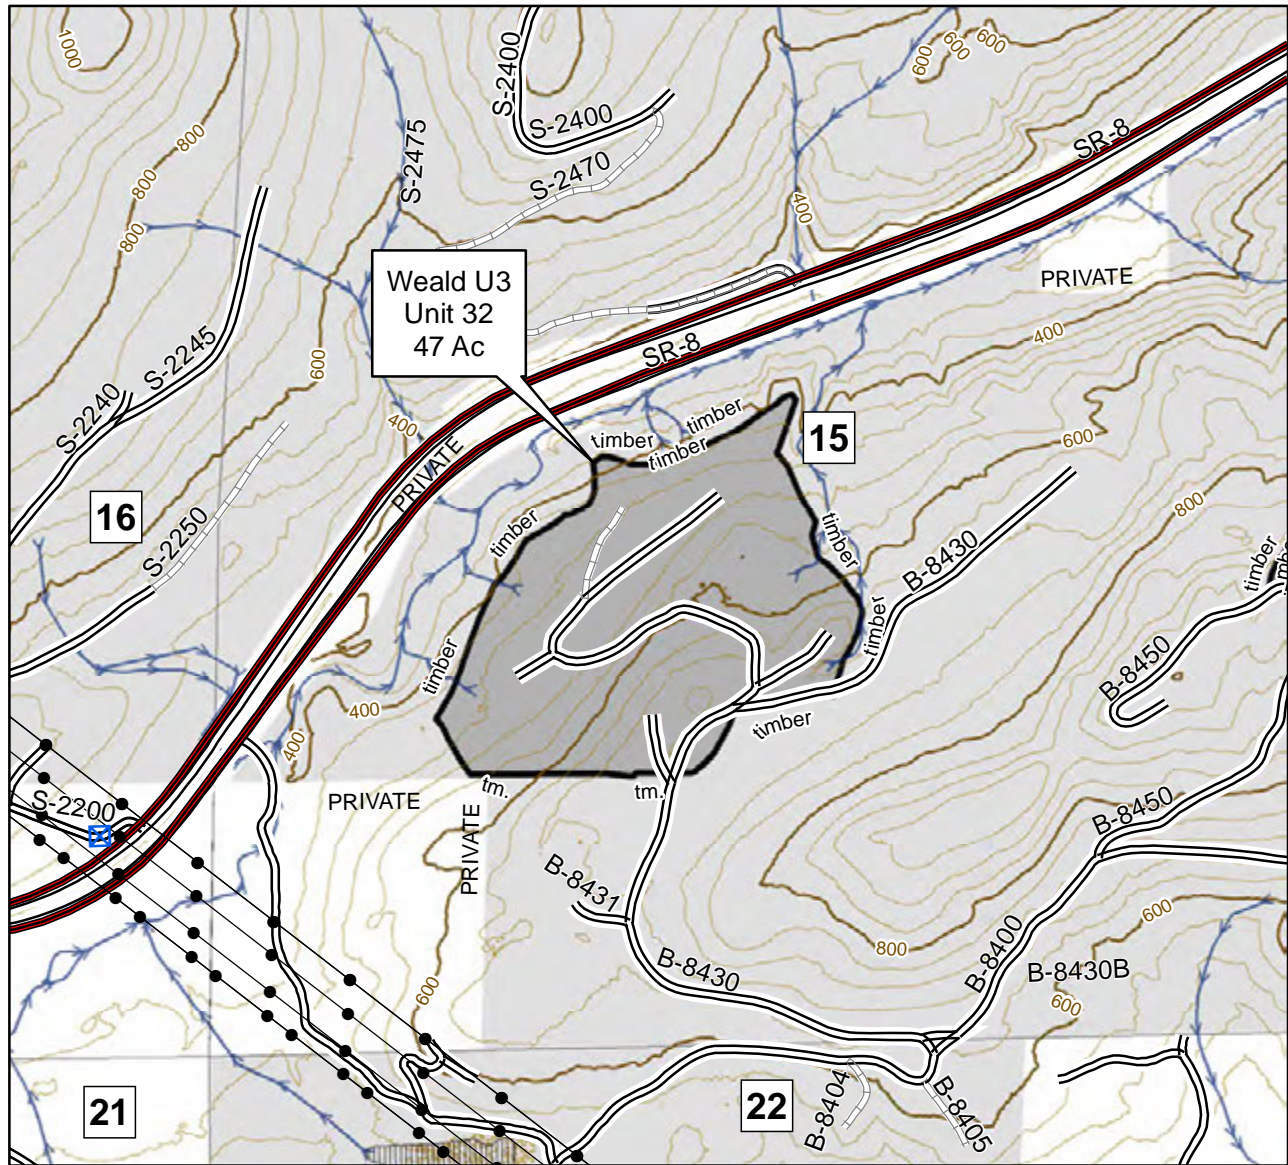 1000
800
800
800
S-2400
S-2400
S-2470
S-2475
600
600
600
400
SR-8
PRIVATE
Weald U3
Unit 32
47 Ac
SR-8
400
S-2245
S-2240
600
400
PRIVATE
timber
timber
timber
15
600
16
S-2250
timber
timber
B-8430
800
timber
timber
timber
B-8450
timber
400
400
timber
tm.
tm.
PRIVATE
PRIVATE
S-2200
B-8450
B-8431
B-8430
800
B-8400
600
B-8430B
600
600
21
22
B-8404
B-8405